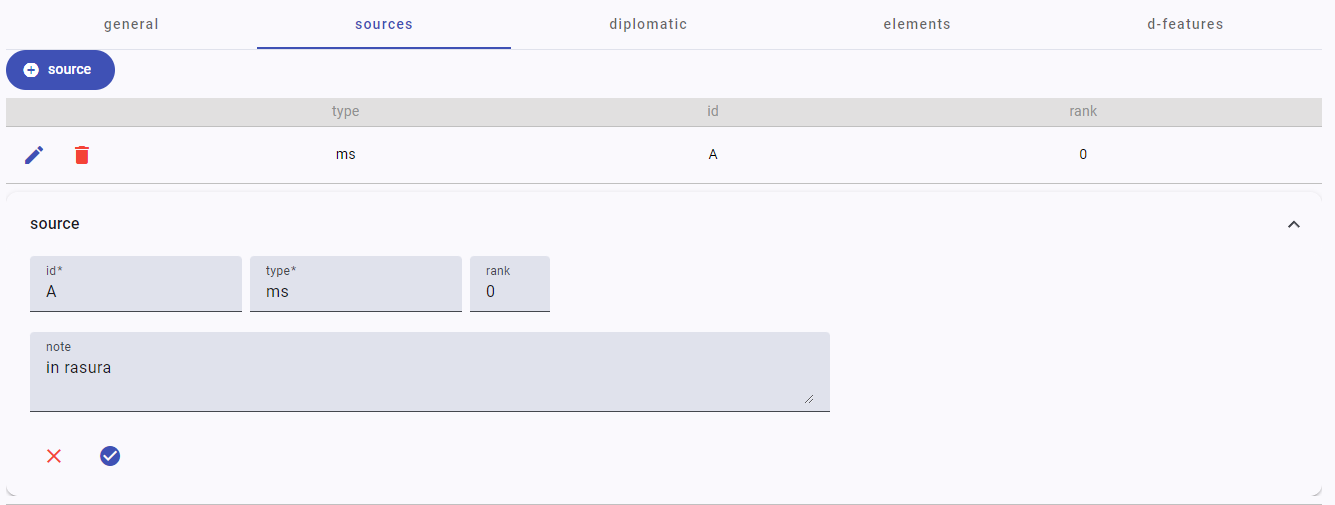 general sources diplomatic elements d-features
source
type id rank
ms A 0
source
id* type* rank
A ms 0
note
in rasura